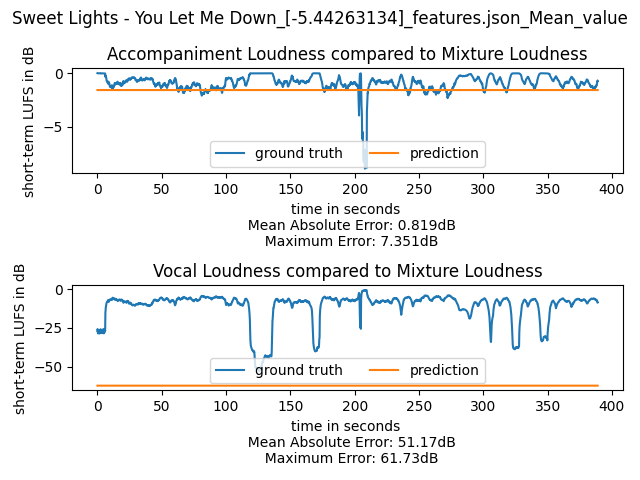 Sweet Lights - You Let Me Down_[-5.44263134]_features.json_Mean_value
Accompaniment Loudness compared to Mixture Loudness
short-term LUFS in dB
0
−5
ground truth
prediction
0
50
100
150
200
250
300
350
400
time in seconds
Mean Absolute Error: 0.819dB
Maximum Error: 7.351dB
Vocal Loudness compared to Mixture Loudness
short-term LUFS in dB
0
−25
−50
ground truth
prediction
0
50
100
150
200
250
300
350
400
time in seconds
Mean Absolute Error: 51.17dB
Maximum Error: 61.73dB